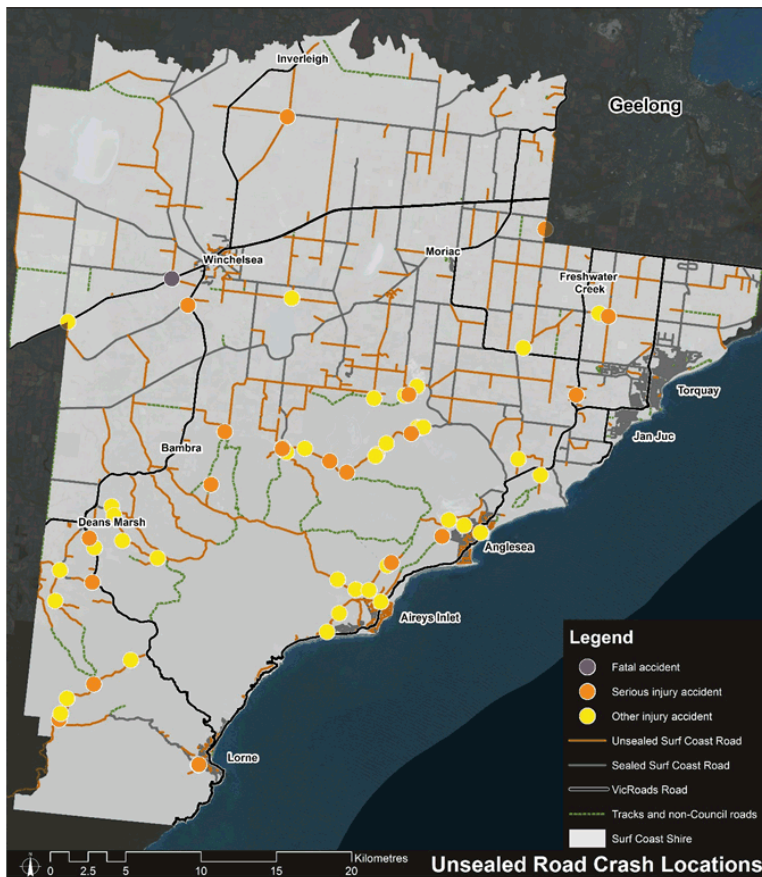 Inverleigh
Geelong
Winchelsea
Moriac
Freshwater
Creek
Torquay
Jan Juc
Bambra
Deans Marsh
Anglesea
Aireys Inlet
Lorne
Legend
Fatal accident
Serious injury accident
Other injury accident
Unsealed Surf Coast Road
Sealed Surf Coast Road
VicRoads Road
Tracks and non-Council roads
Surf Coast Shire
Kilometres
0 2.5 5 10 15 20
Unsealed Road Crash Locations